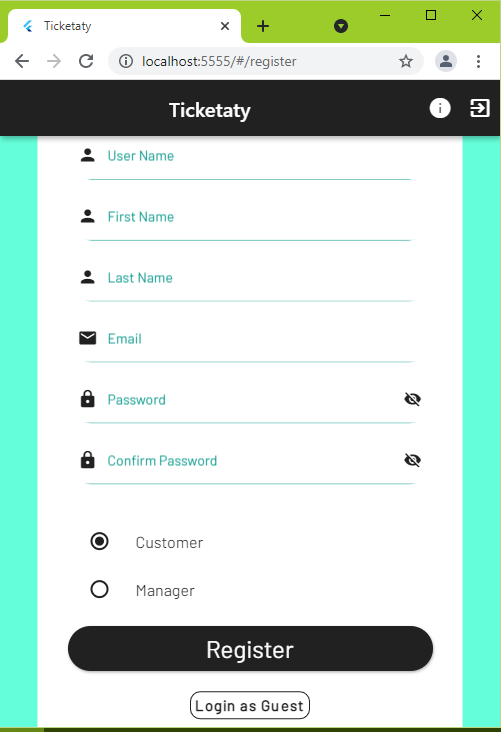 Ticketaty
localhost:5555/#/register
Ticketaty
User Name
First Name
Last Name
Email
Password
Confirm Password
Customer
Manager
Register
Login as Guest